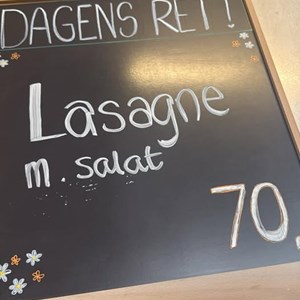 DAGENS RET!
Lasagne
m. salat
70,